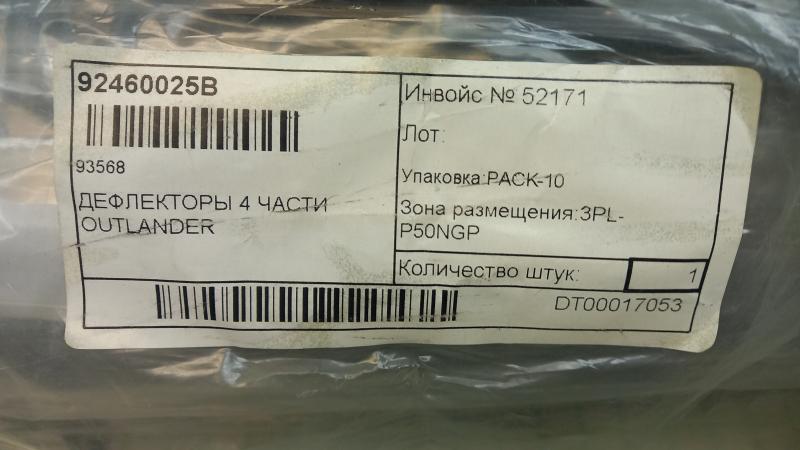 92460025B
93568
ДЕФЛЕКТОРЫ 4 ЧАСТИ
OUTLANDER
Инвойс № 52171
Лот:
Упаковка:PACK-10
Зона размещения:3PL-
P50NGP
Количество штук: 1
DT00017053